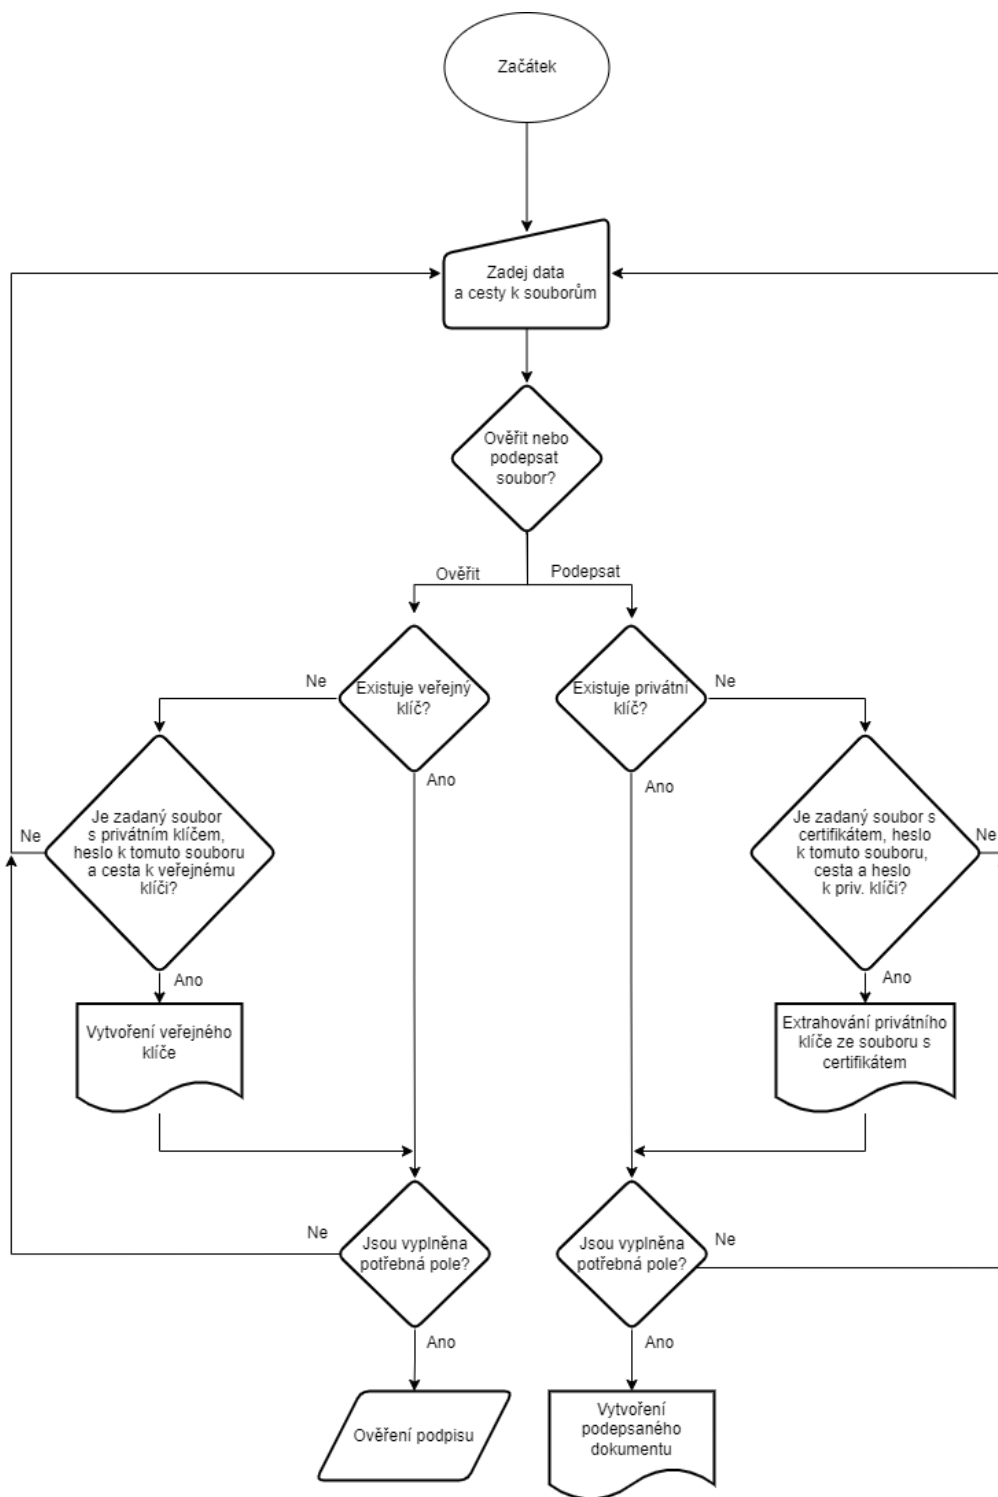 Začátek
Zadej data
a cesty k souborům
Ověřit nebo
podepsat
soubor?
Ověřit
Podepsat
Ne
Existuje veřejný
klíč?
Existuje privátní
klíč?
Ne
Ano
Ano
Ne
Je zadaný soubor
s privátním klíčem,
heslo k tomuto souboru
a cesta k veřejnému
klíči?
Je zadaný soubor s
certifikátem, heslo
k tomuto souboru,
cesta a heslo
k priv. klíči?
Ne
Ano
Ano
Vytvoření veřejného
klíče
Extrahování privátního
klíče ze souboru s
certifikátem
Ne
Jsou vyplněna
potřebná pole?
Jsou vyplněna
potřebná pole?
Ne
Ano
Ano
Ověření podpisu
Vytvoření
podepsaného
dokumentu